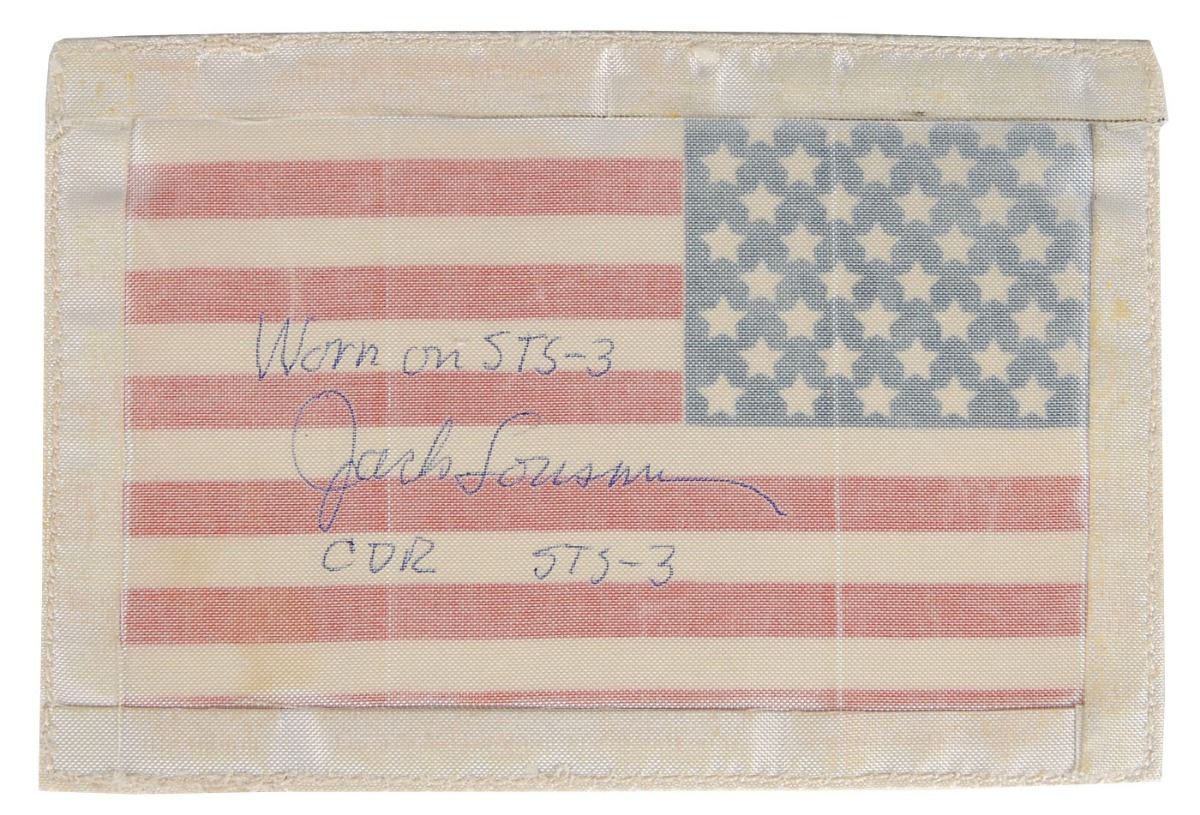 Worn on STS-3
Jack Lousma
CDR STS-3